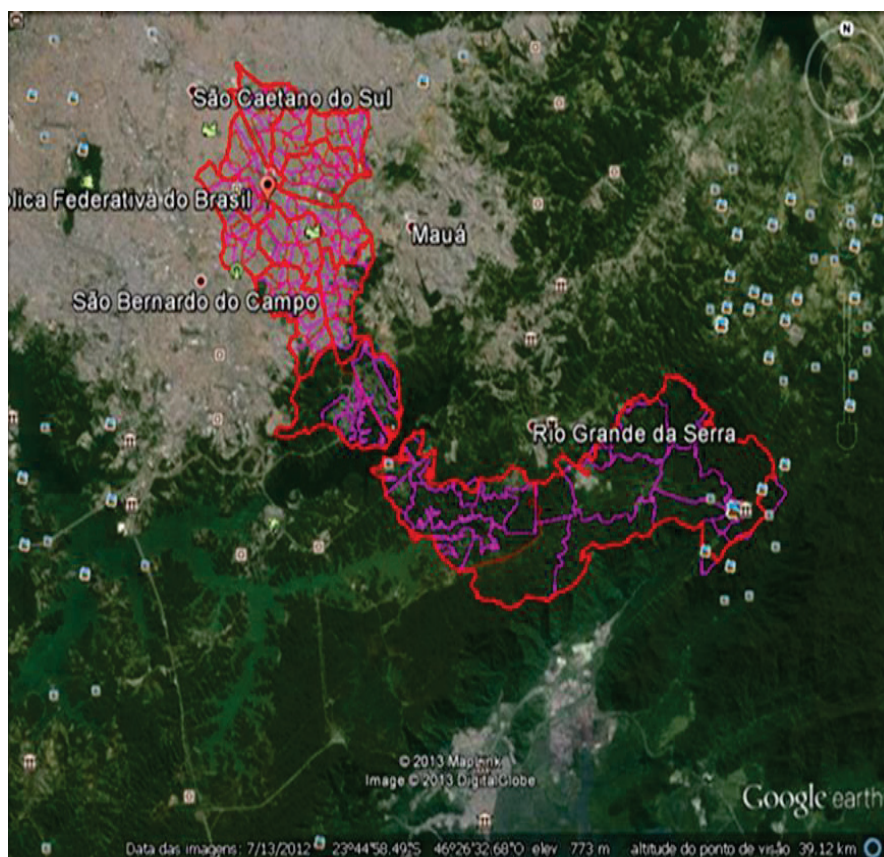 N
São Caetano do Sul
olica Federativa do Brasil
Mauá
São Bernardo do Campo
Rio Grande da Serra
© 2013 MapLink
Image © 2013 DigitalGlobe
Google earth
Data das imagens: 7/13/2012 23°44'58.49"S 46°26'32.68"O elev 773 m altitude do ponto de visão 39.12 km